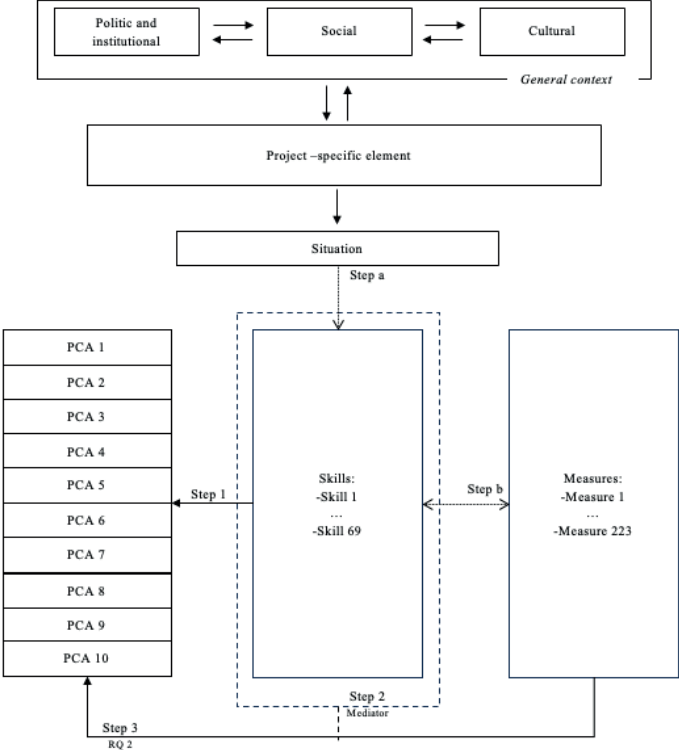 Politic and
institutional
Social
Cultural
General context
Project –specific element
Situation
Step a
PCA 1
PCA 2
PCA 3
PCA 4
PCA 5
PCA 6
PCA 7
PCA 8
PCA 9
PCA 10
Step 1
Skills:
-Skill 1
…
-Skill 69
Step b
Measures:
-Measure 1
…
-Measure 223
Step 2
Mediator
Step 3
RQ 2